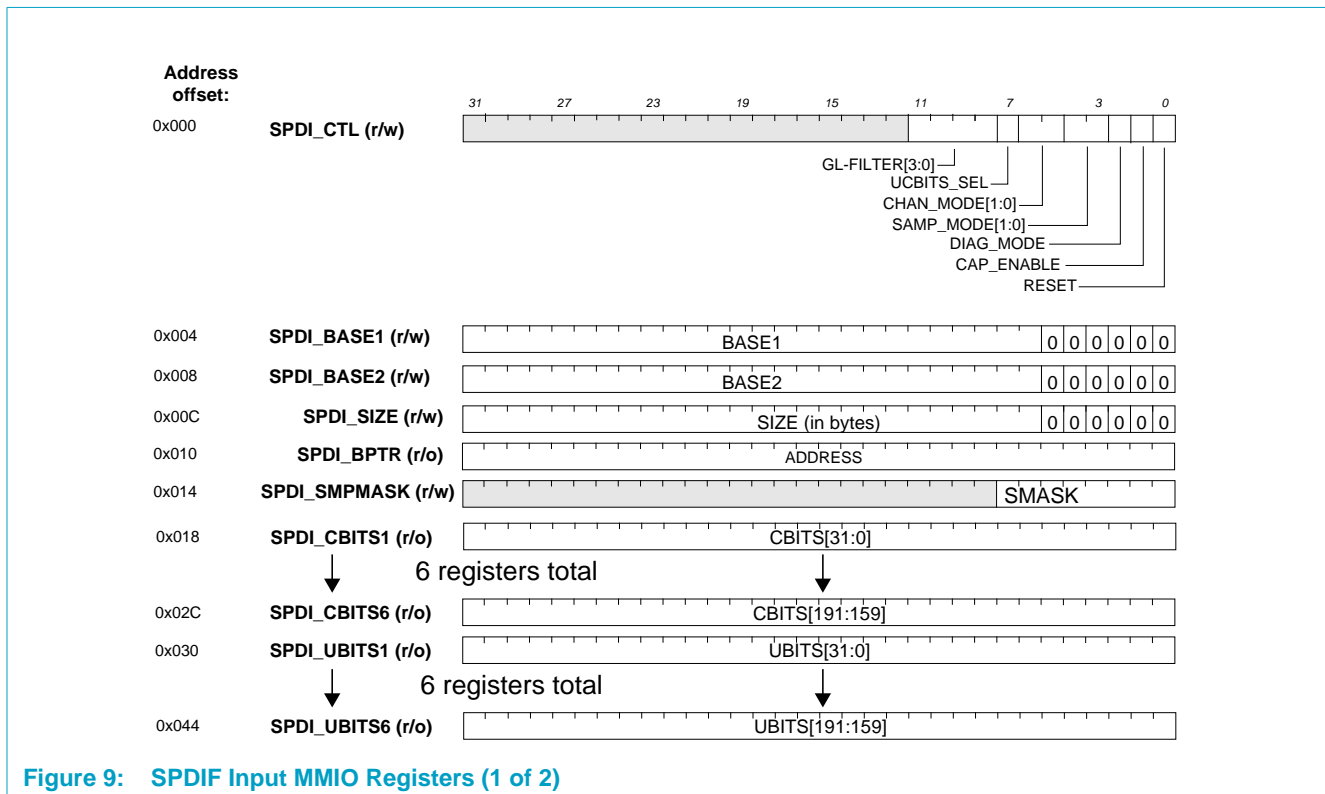 Address
offset:
31 27 23 19 15 11 7 3 0
0x000 SPDI_CTL (r/w)
GL-FILTER[3:0]
UCBITS_SEL
CHAN_MODE[1:0]
SAMP_MODE[1:0]
DIAG_MODE
CAP_ENABLE
RESET
0x004 SPDI_BASE1 (r/w) BASE1 0 0 0 0 0 0
0x008 SPDI_BASE2 (r/w) BASE2 0 0 0 0 0 0
0x00C SPDI_SIZE (r/w) SIZE (in bytes) 0 0 0 0 0 0
0x010 SPDI_BPTR (r/o) ADDRESS
0x014 SPDI_SMPMASK (r/w) SMASK
0x018 SPDI_CBITS1 (r/o) CBITS[31:0]
6 registers total
0x02C SPDI_CBITS6 (r/o) CBITS[191:159]
0x030 SPDI_UBITS1 (r/o) UBITS[31:0]
6 registers total
0x044 SPDI_UBITS6 (r/o) UBITS[191:159]
Figure 9: SPDIF Input MMIO Registers (1 of 2)